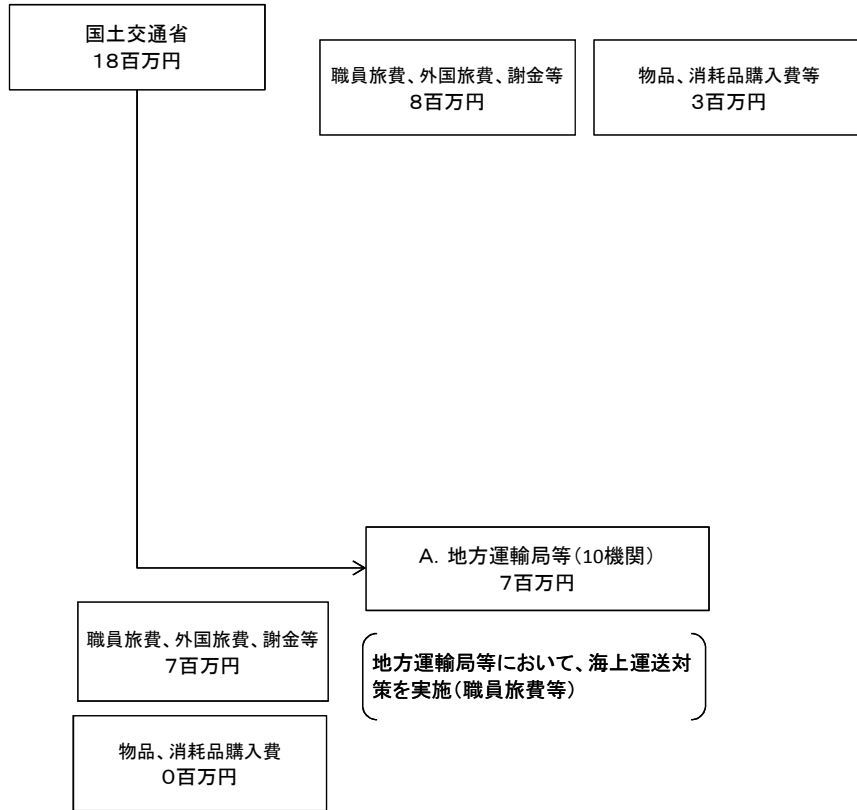 国土交通省
18百万円
職員旅費、外国旅費、謝金等
8百万円
物品、消耗品購入費等
3百万円
A. 地方運輸局等(10機関)
7百万円
職員旅費、外国旅費、謝金等
7百万円
地方運輸局等において、海上運送対
策を実施(職員旅費等)
物品、消耗品購入費
0百万円